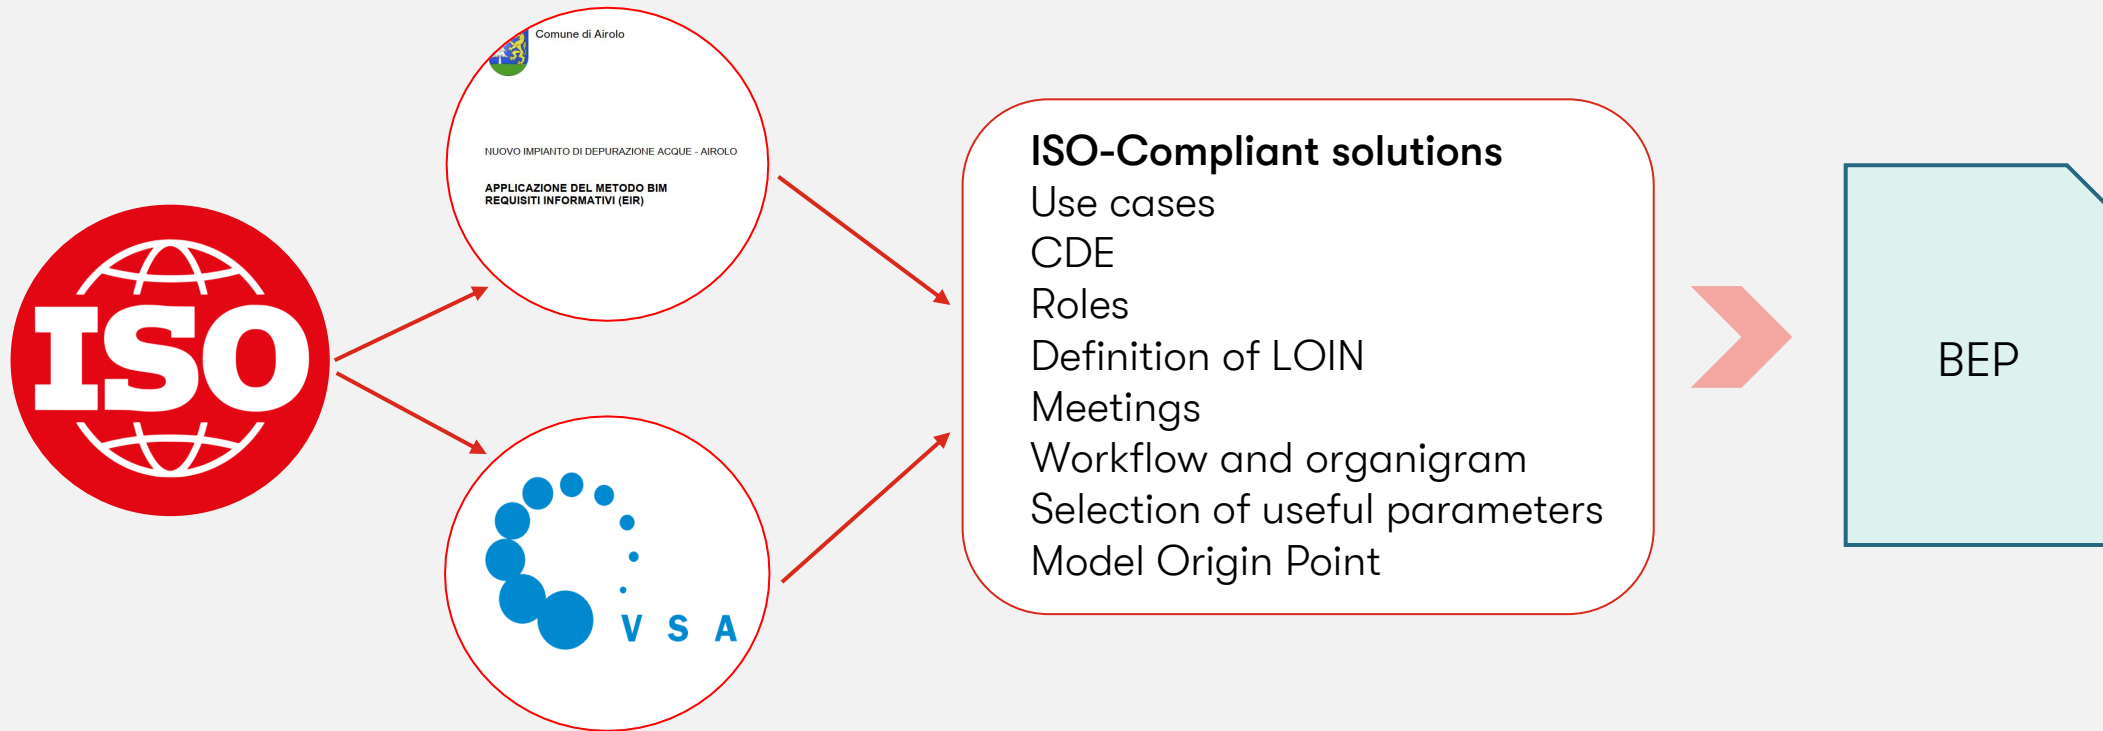 ISO
Comune di Airolo
NUOVO IMPIANTO DI DEPURAZIONE ACQUE - AIROLO
APPLICAZIONE DEL METODO BIM
REQUISITI INFORMATIVI (EIR)
VSA
ISO-Compliant solutions
Use cases
CDE
Roles
Definition of LOIN
Meetings
Workflow and organigram
Selection of useful parameters
Model Origin Point
BEP